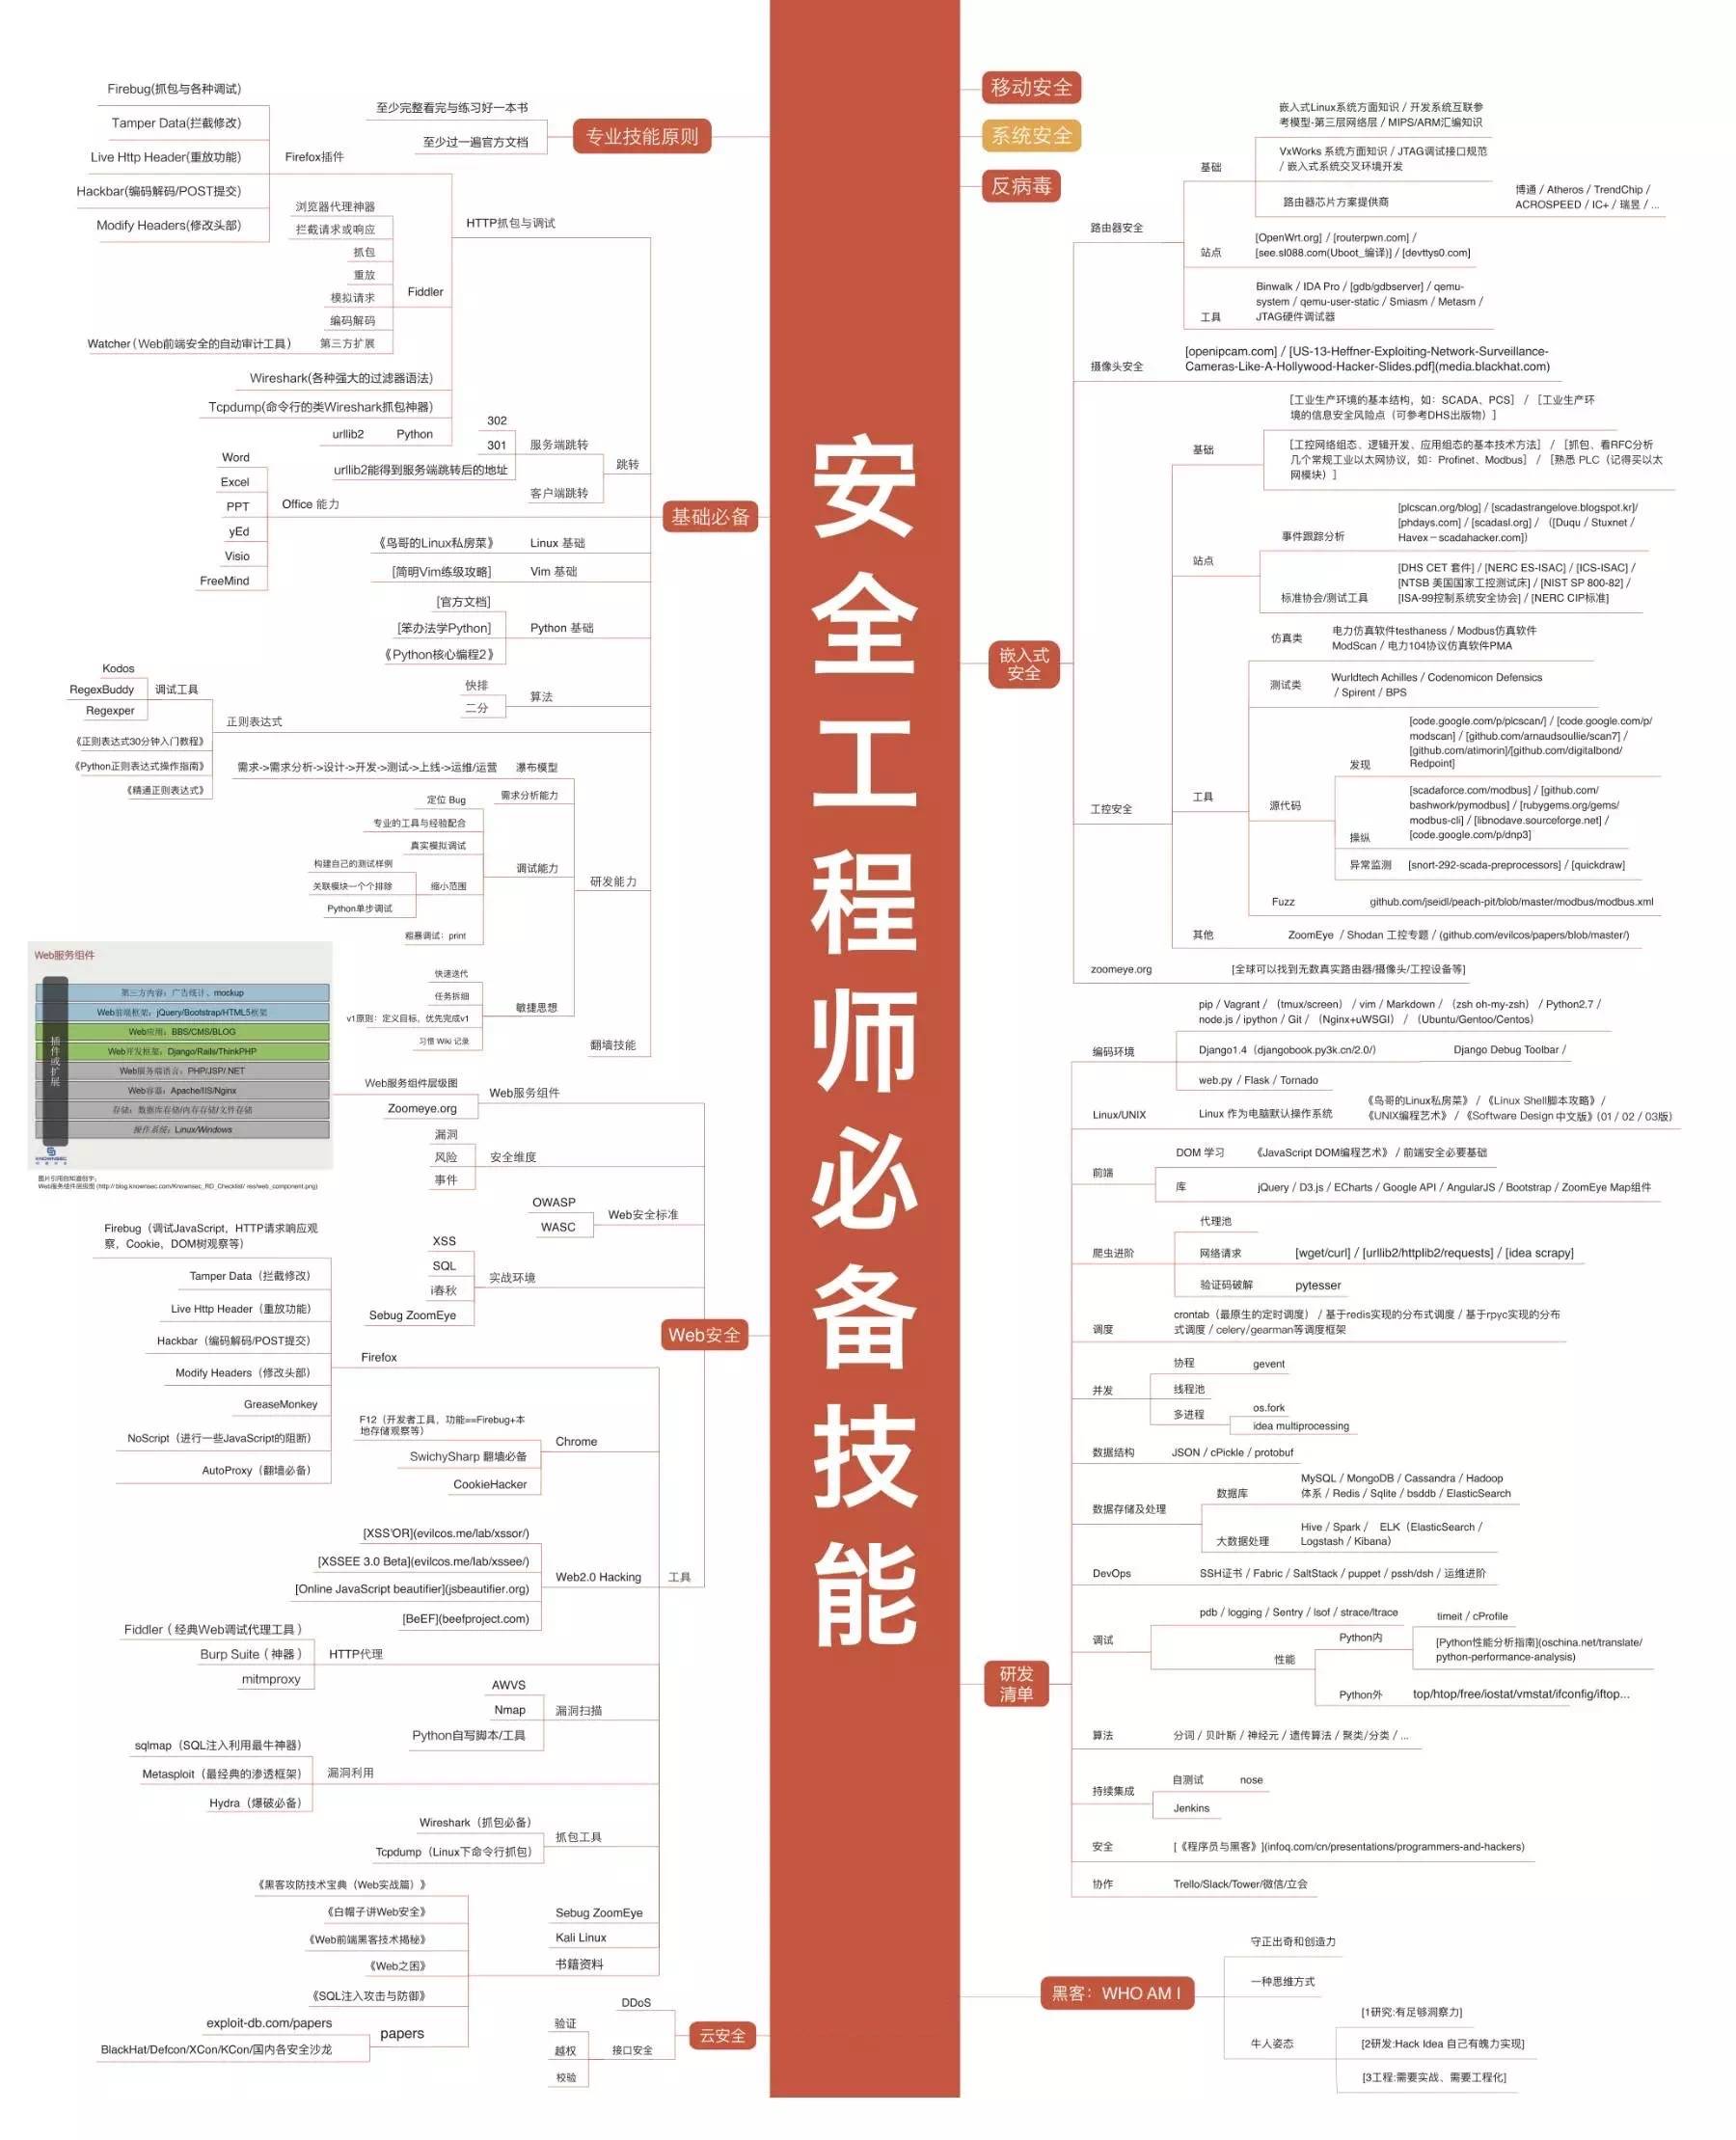 安全工程师必备技能
专业技能原则
至少完整看完与练习好一本书
至少过一遍官方文档
基础必备
HTTP抓包与调试
Firefox插件
Firebug(抓包与各种调试)
Tamper Data(拦截修改)
Live Http Header(重放功能)
Hackbar(编码解码/POST提交)
Modify Headers(修改头部)
Fiddler
浏览器代理神器
拦截请求或响应
抓包
重放
模拟请求
编码解码
第三方扩展
Watcher（Web前端安全的自动审计工具）
Wireshark(各种强大的过滤器语法)
Tcpdump(命令行的类Wireshark抓包神器)
Python
urllib2
跳转
服务端跳转
302
301
urllib2能得到服务端跳转后的地址
客户端跳转
Office 能力
Word
Excel
PPT
yEd
Visio
FreeMind
Linux 基础
《鸟哥的Linux私房菜》
Vim 基础
[简明Vim练级攻略]
Python 基础
[官方文档]
[笨办法学Python]
《Python核心编程2》
算法
快排
二分
正则表达式
调试工具
Kodos
RegexBuddy
Regexper
《正则表达式30分钟入门教程》
《Python正则表达式操作指南》
《精通正则表达式》
研发能力
瀑布模型
需求->需求分析->设计->开发->测试->上线->运维/运营
需求分析能力
调试能力
定位 Bug
专业的工具与经验配合
真实模拟调试
缩小范围
构建自己的测试样例
关联模块一个个排除
Python单步调试
粗暴调试：print
敏捷思想
快速迭代
任务拆细
v1原则：定义目标，优先完成v1
习惯 Wiki 记录
翻墙技能
Web安全
Web服务组件
Web服务组件层级图
Zoomeye.org
Web服务组件
插件或扩展
第三方内容：广告统计、mockup
Web前端框架：jQuery/Bootstrap/HTML5框架
Web应用：BBS/CMS/BLOG
Web开发框架：Django/Rails/ThinkPHP
Web服务端语言：PHP/JSP/.NET
Web容器：Apache/IIS/Nginx
存储：数据库存储/内存存储/文件存储
操作系统：Linux/Windows
KNOWNSEC
图片引用自知道创宇：
Web服务组件层级图 (http://blog.knownsec.com/Knownsec_RD_Checklist/ res/web_component.png)
安全维度
漏洞
风险
事件
Web安全标准
OWASP
WASC
实战环境
XSS
SQL
i春秋
Sebug ZoomEye
工具
Firefox
Firebug（调试JavaScript，HTTP请求响应观
察，Cookie，DOM树观察等）
Tamper Data（拦截修改）
Live Http Header（重放功能）
Hackbar（编码解码/POST提交）
Modify Headers（修改头部）
GreaseMonkey
NoScript（进行一些JavaScript的阻断）
AutoProxy（翻墙必备）
Chrome
F12（开发者工具，功能==Firebug+本
地存储观察等）
SwichySharp 翻墙必备
CookieHacker
Web2.0 Hacking
[XSS'OR](evilcos.me/lab/xssor/)
[XSSEE 3.0 Beta](evilcos.me/lab/xssee/)
[Online JavaScript beautifier](jsbeautifier.org)
[BeEF](beefproject.com)
HTTP代理
Fiddler（ 经典Web调试代理工具）
Burp Suite（ 神器 ）
mitmproxy
漏洞扫描
AWVS
Nmap
Python自写脚本/工具
漏洞利用
sqlmap（SQL注入利用最牛神器）
Metasploit（最经典的渗透框架）
Hydra（爆破必备）
抓包工具
Wireshark（抓包必备）
Tcpdump（Linux下命令行抓包）
Sebug ZoomEye
Kali Linux
书籍资料
《黑客攻防技术宝典（Web实战篇）》
《白帽子讲Web安全》
《Web前端黑客技术揭秘》
《Web之困》
《SQL注入攻击与防御》
papers
exploit-db.com/papers
BlackHat/Defcon/XCon/KCon/国内各安全沙龙
云安全
DDoS
接口安全
验证
越权
校验
移动安全
系统安全
反病毒
嵌入式
安全
路由器安全
基础
嵌入式Linux系统方面知识 / 开发系统互联参
考模型-第三层网络层 / MIPS/ARM汇编知识
VxWorks 系统方面知识 / JTAG调试接口规范
/ 嵌入式系统交叉环境开发
路由器芯片方案提供商
博通 / Atheros / TrendChip /
ACROSPEED / IC+ / 瑞昱 / ...
站点
[OpenWrt.org] / [routerpwn.com] /
[see.sl088.com(Uboot_编译)] / [devttys0.com]
工具
Binwalk / IDA Pro / [gdb/gdbserver] / qemu-
system / qemu-user-static / Smiasm / Metasm /
JTAG硬件调试器
摄像头安全
[openipcam.com] / [US-13-Heffner-Exploiting-Network-Surveillance-
Cameras-Like-A-Hollywood-Hacker-Slides.pdf](media.blackhat.com)
工控安全
基础
［工业生产环境的基本结构，如：SCADA、PCS］ / ［工业生产环
境的信息安全风险点（可参考DHS出版物）］
［工控网络组态、逻辑开发、应用组态的基本技术方法］ / ［抓包、看RFC分析
几个常规工业以太网协议，如：Profinet、Modbus］ / ［熟悉 PLC（记得买以太
网模块）］
站点
事件跟踪分析
[plcscan.org/blog] / [scadastrangelove.blogspot.kr]/
[phdays.com] / [scadasl.org] / （[Duqu / Stuxnet /
Havex－scadahacker.com]）
标准协会/测试工具
[DHS CET 套件] / [NERC ES-ISAC] / [ICS-ISAC] /
[NTSB 美国国家工控测试床] / [NIST SP 800-82] /
[ISA-99控制系统安全协会] / [NERC CIP标准]
工具
仿真类
电力仿真软件testhaness / Modbus仿真软件
ModScan / 电力104协议仿真软件PMA
测试类
Wurldtech Achilles / Codenomicon Defensics
/ Spirent / BPS
源代码
发现
[code.google.com/p/plcscan/] / [code.google.com/p/
modscan] / [github.com/arnaudsoullie/scan7] /
[github.com/atimorin]/[github.com/digitalbond/
Redpoint]
操纵
[scadaforce.com/modbus] / [github.com/
bashwork/pymodbus] / [rubygems.org/gems/
modbus-cli] / [libnodave.sourceforge.net] /
[code.google.com/p/dnp3]
异常监测
[snort-292-scada-preprocessors] / [quickdraw]
Fuzz
github.com/jseidl/peach-pit/blob/master/modbus/modbus.xml
其他
ZoomEye / Shodan 工控专题 / (github.com/evilcos/papers/blob/master/)
zoomeye.org
[全球可以找到无数真实路由器/摄像头/工控设备等]
研发
清单
编码环境
pip / Vagrant / （tmux/screen） / vim / Markdown / （zsh oh-my-zsh） / Python2.7 /
node.js / ipython / Git / （Nginx+uWSGI） / （Ubuntu/Gentoo/Centos）
Django1.4（djangobook.py3k.cn/2.0/）
Django Debug Toolbar /
web.py / Flask / Tornado
Linux/UNIX
Linux 作为电脑默认操作系统
《鸟哥的Linux私房菜》 / 《Linux Shell脚本攻略》 /
《UNIX编程艺术》 / 《Software Design 中文版》（01 / 02 / 03版）
前端
DOM 学习
《JavaScript DOM编程艺术》 / 前端安全必要基础
库
jQuery / D3.js / ECharts / Google API / AngularJS / Bootstrap / ZoomEye Map组件
爬虫进阶
代理池
网络请求
[wget/curl] / [urllib2/httplib2/requests] / [idea scrapy]
验证码破解
pytesser
调度
crontab（最原生的定时调度） / 基于redis实现的分布式调度 / 基于rpyc实现的分布
式调度 / celery/gearman等调度框架
并发
协程
gevent
线程池
多进程
os.fork
idea multiprocessing
数据结构
JSON / cPickle / protobuf
数据存储及处理
数据库
MySQL / MongoDB / Cassandra / Hadoop
体系 / Redis / Sqlite / bsddb / ElasticSearch
大数据处理
Hive / Spark / ELK（ElasticSearch /
Logstash / Kibana）
DevOps
SSH证书 / Fabric / SaltStack / puppet / pssh/dsh / 运维进阶
调试
pdb / logging / Sentry / lsof / strace/ltrace
性能
Python内
timeit / cProfile
[Python性能分析指南](oschina.net/translate/
python-performance-analysis)
Python外
top/htop/free/iostat/vmstat/ifconfig/iftop...
算法
分词 / 贝叶斯 / 神经元 / 遗传算法 / 聚类/分类 / ...
持续集成
自测试
nose
Jenkins
安全
[《程序员与黑客》](infoq.com/cn/presentations/programmers-and-hackers)
协作
Trello/Slack/Tower/微信/立会
黑客：WHO AM I
守正出奇和创造力
一种思维方式
牛人姿态
[1研究:有足够洞察力]
[2研发:Hack Idea 自己有魄力实现]
[3工程:需要实战、需要工程化]